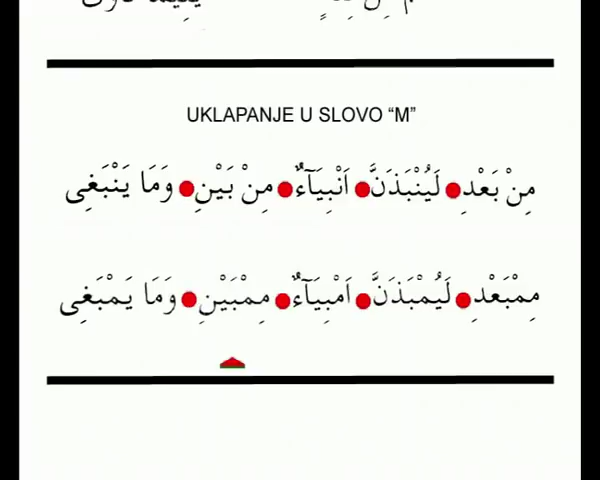 UKLAPANJE U SLOVO “M”
مِنْ بَعْدِ ● لَيُنْبَذَنَّ ● اَنْبِيَآءٌ ● مِنْ بَيْنِ ● وَمَا يَنْبَغِى
مِمْبَعْدِ ● لَيُمْبَذَنَّ ● اَمْبِيَآءٌ ● مِمْبَيْنِ ● وَمَا يَمْبَغِى